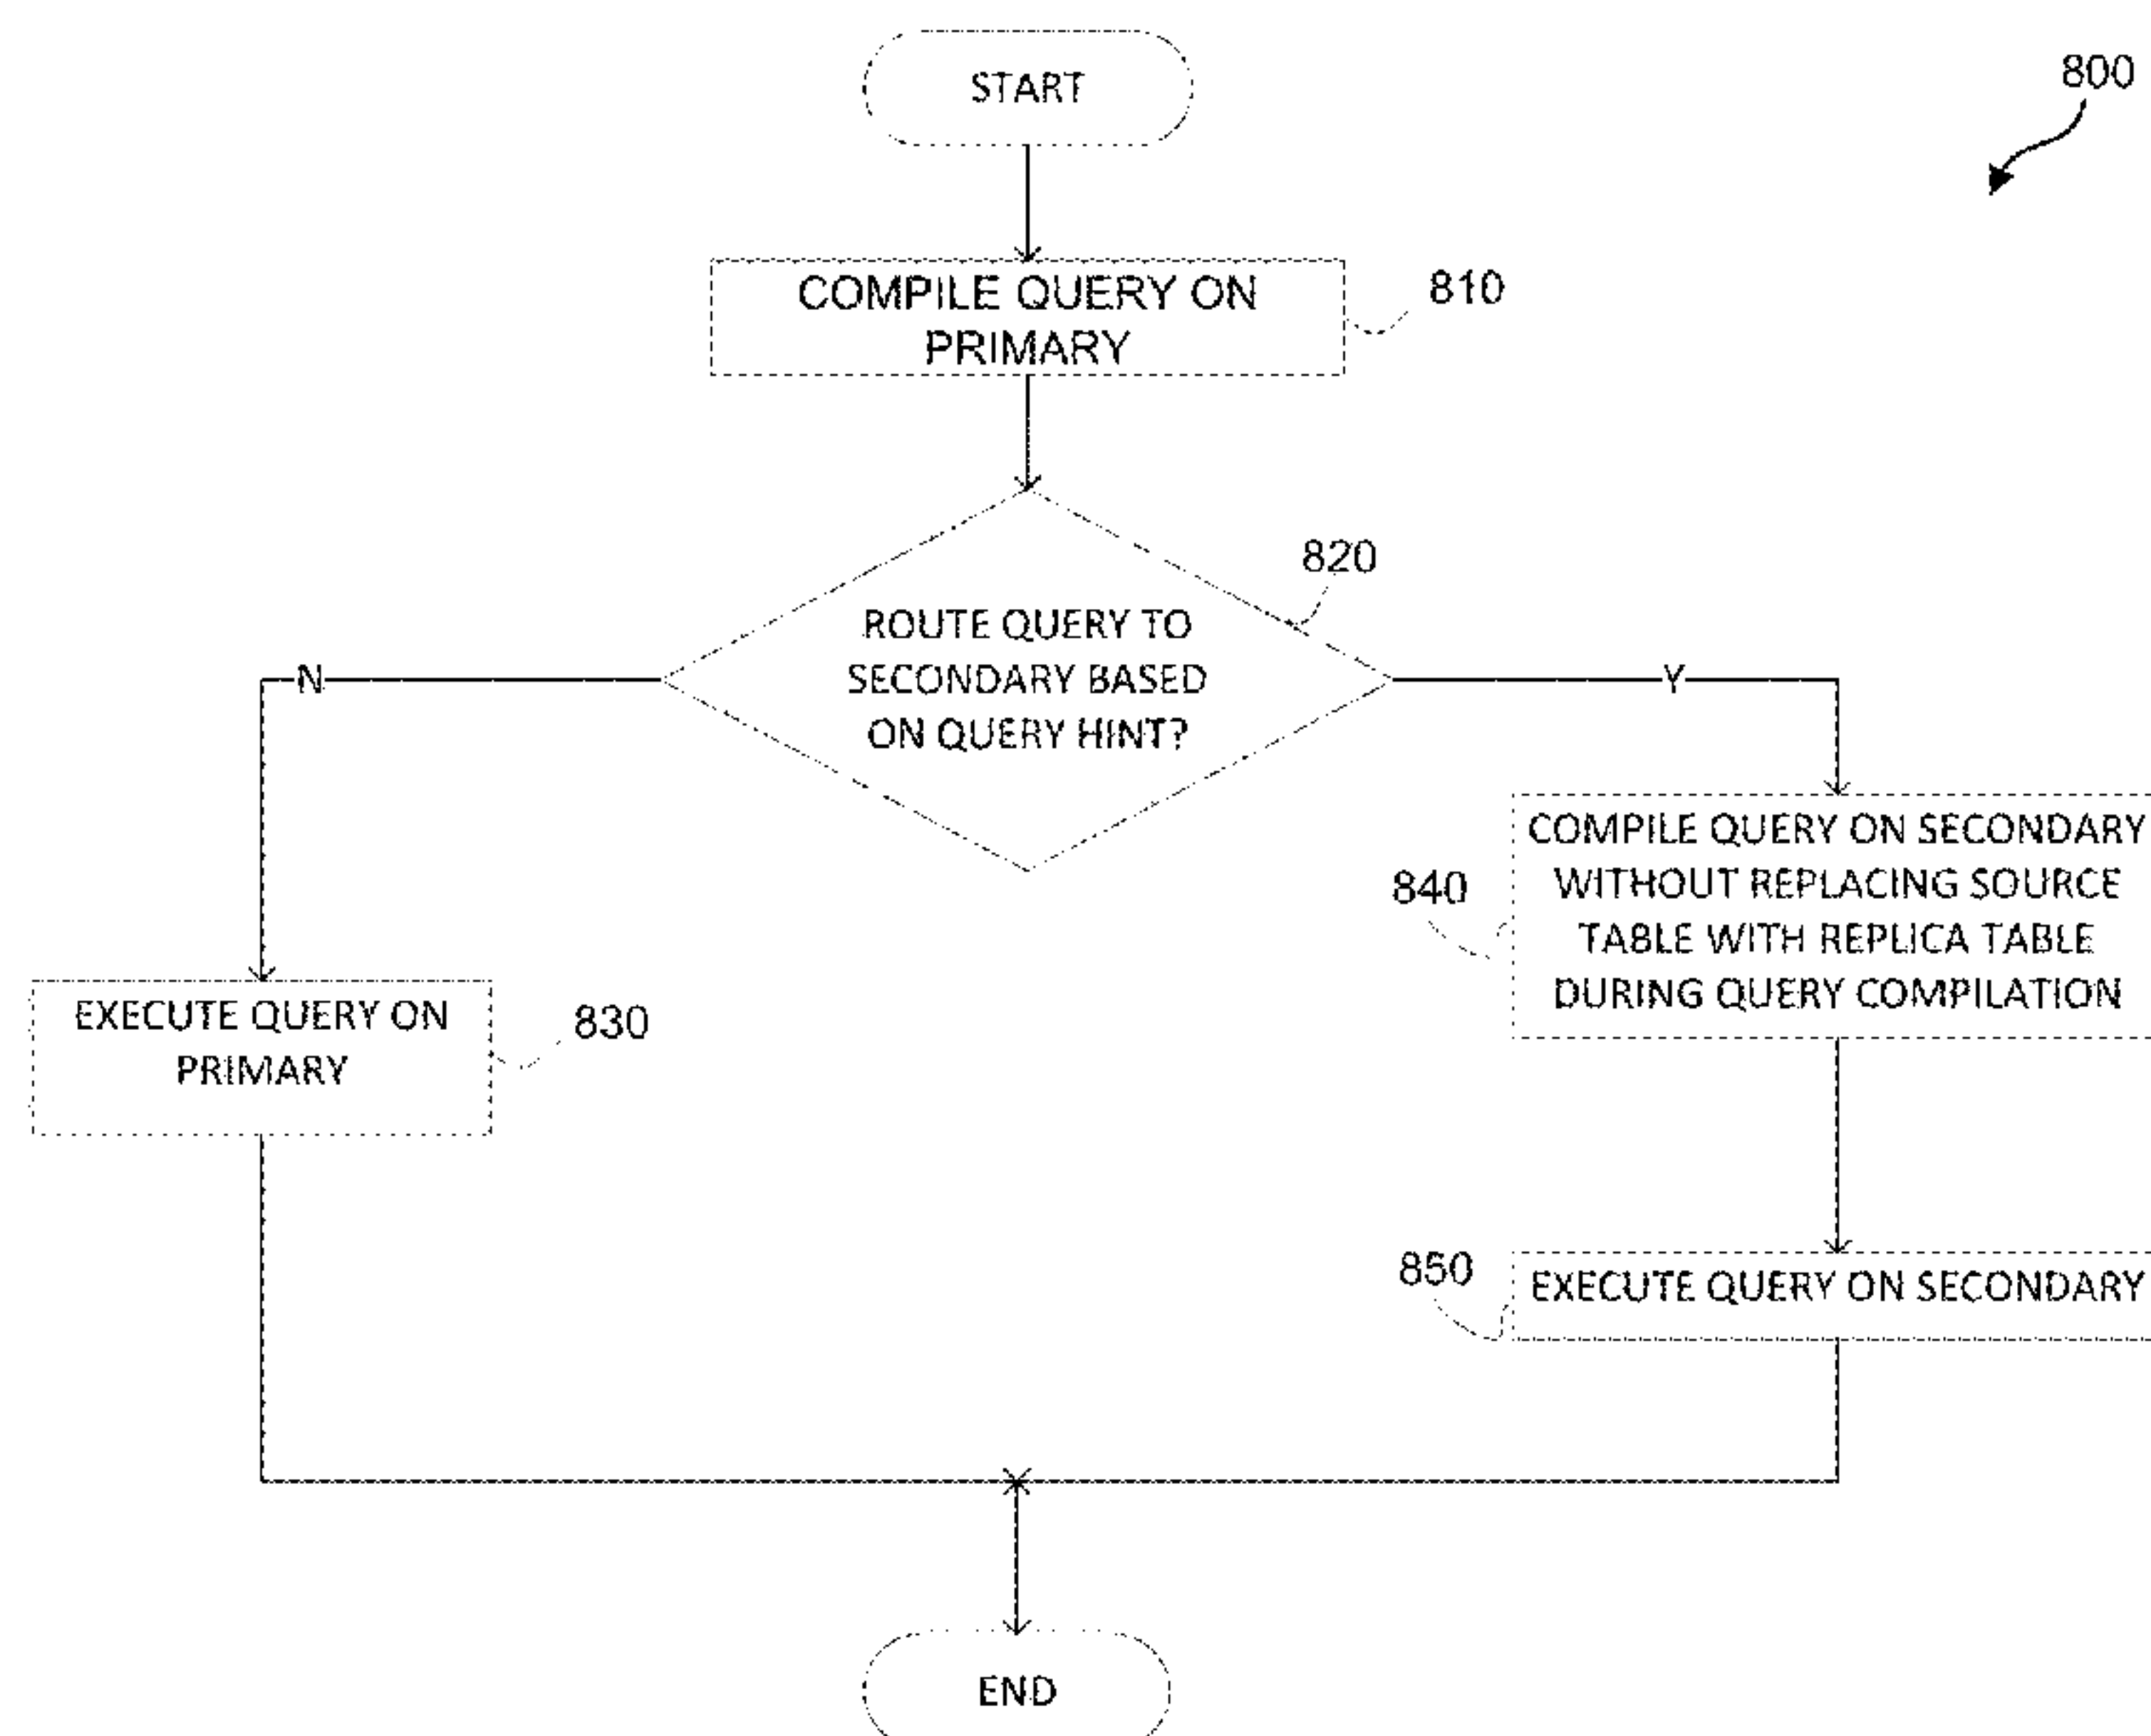 START
800
COMPILE QUERY ON
PRIMARY
810
820
ROUTE QUERY TO
SECONDARY BASED
ON QUERY HINT?
N
Y
COMPILE QUERY ON SECONDARY
WITHOUT REPLACING SOURCE
TABLE WITH REPLICA TABLE
DURING QUERY COMPILATION
840
EXECUTE QUERY ON
PRIMARY
830
850
EXECUTE QUERY ON SECONDARY
END